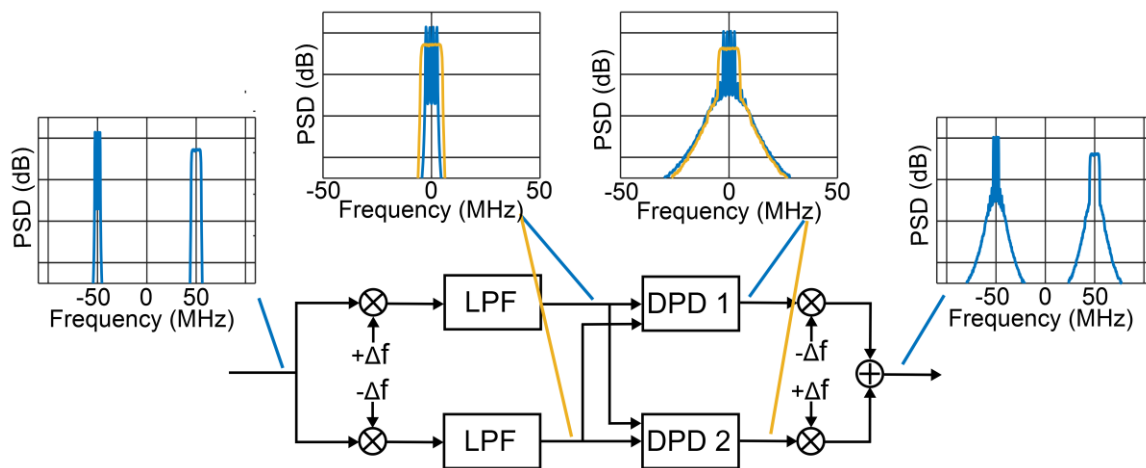 PSD (dB)
-50 0 50
Frequency (MHz)
PSD (dB)
-50 0 50
Frequency (MHz)
PSD (dB)
-50 0 50
Frequency (MHz)
PSD (dB)
-50 0 50
Frequency (MHz)
LPF
DPD 1
+Δf
-Δf
-Δf
+Δf
LPF
DPD 2